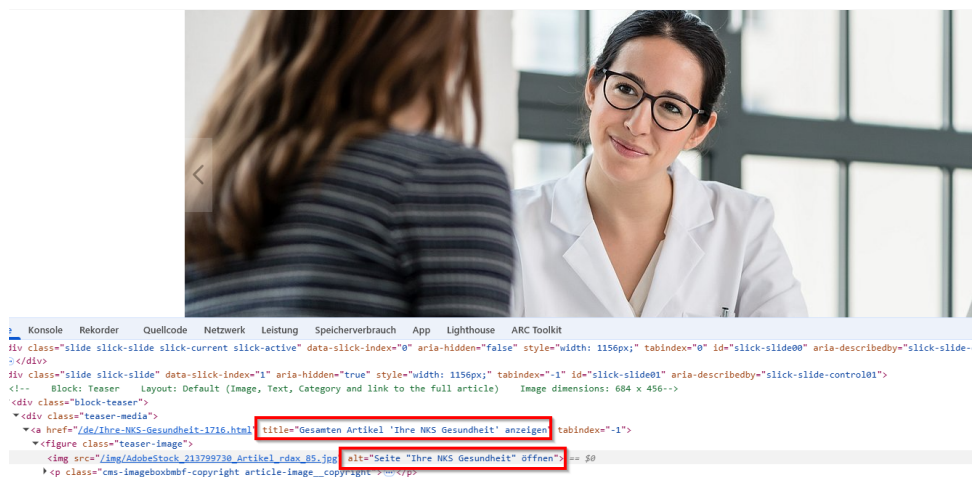 Konsole Rekorder Quellcode Netzwerk Leistung Speicherverbrauch App Lighthouse ARC Toolkit
div class="slide slick-slide slick-current slick-active" data-slick-index="0" aria-hidden="false" style="width: 1156px;" tabindex="0" id="slick-slide00" aria-describedby="slick-slide-
</div>
div class="slide slick-slide" data-slick-index="1" aria-hidden="true" style="width: 1156px;" tabindex="-1" id="slick-slide01" aria-describedby="slick-slide-control01">
<!-- Block: Teaser Layout: Default (Image, Text, Category and link to the full article) Image dimensions: 684 x 456-->
<div class="block-teaser">
▼<div class="teaser-media">
▼<a href="/de/Ihre-NKS-Gesundheit-1716.html" title="Gesamten Artikel 'Ihre NKS Gesundheit' anzeigen" tabindex="-1">
▼<figure class="teaser-image">
<img src="/img/AdobeStock_213799730_Artikel_rdax_85.jpg" alt="Seite "Ihre NKS Gesundheit" öffnen"> == $0
▶<p class="cms-imageboxbmbf-copyright article-image__copyright">…</p>